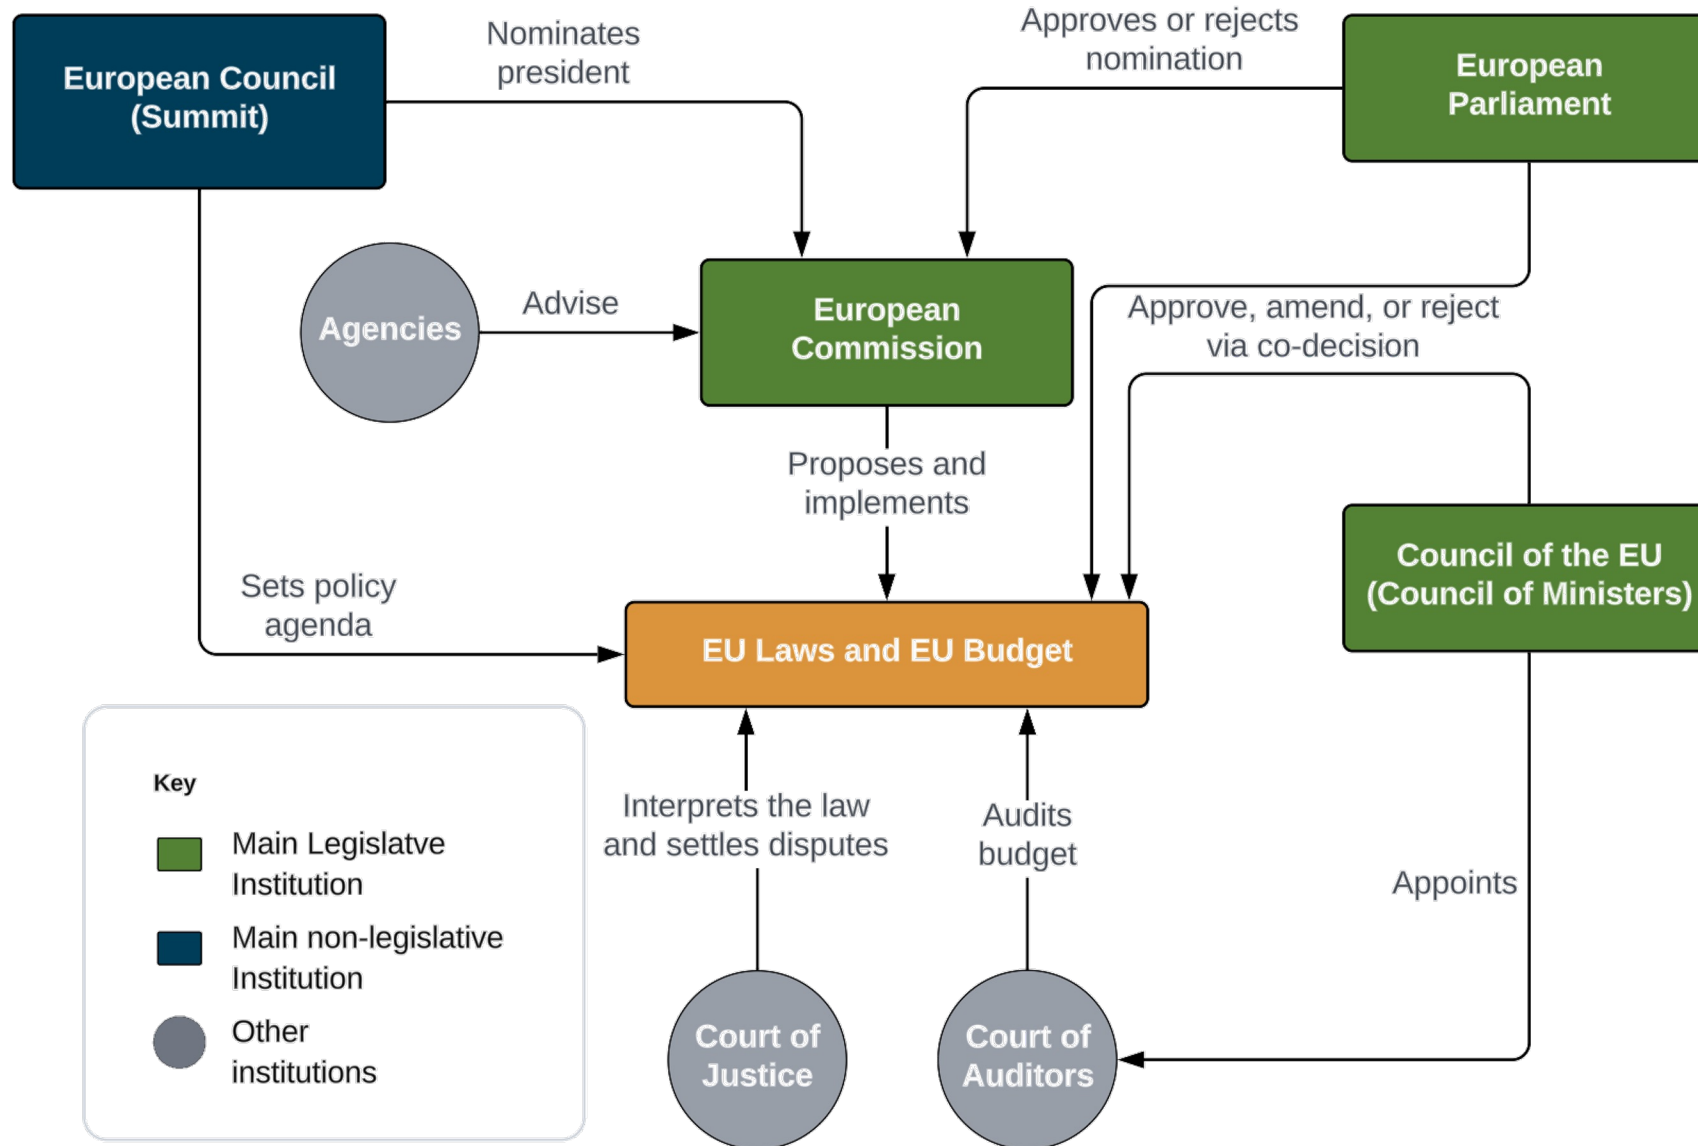 European Council
(Summit)
Nominates
president
Approves or rejects
nomination
European
Parliament
Agencies
Advise
European
Commission
Approve, amend, or reject
via co-decision
Proposes and
implements
Council of the EU
(Council of Ministers)
Sets policy
agenda
EU Laws and EU Budget
Key
Main Legislatve
Institution
Main non-legislative
Institution
Other
institutions
Interprets the law
and settles disputes
Audits
budget
Appoints
Court of
Justice
Court of
Auditors